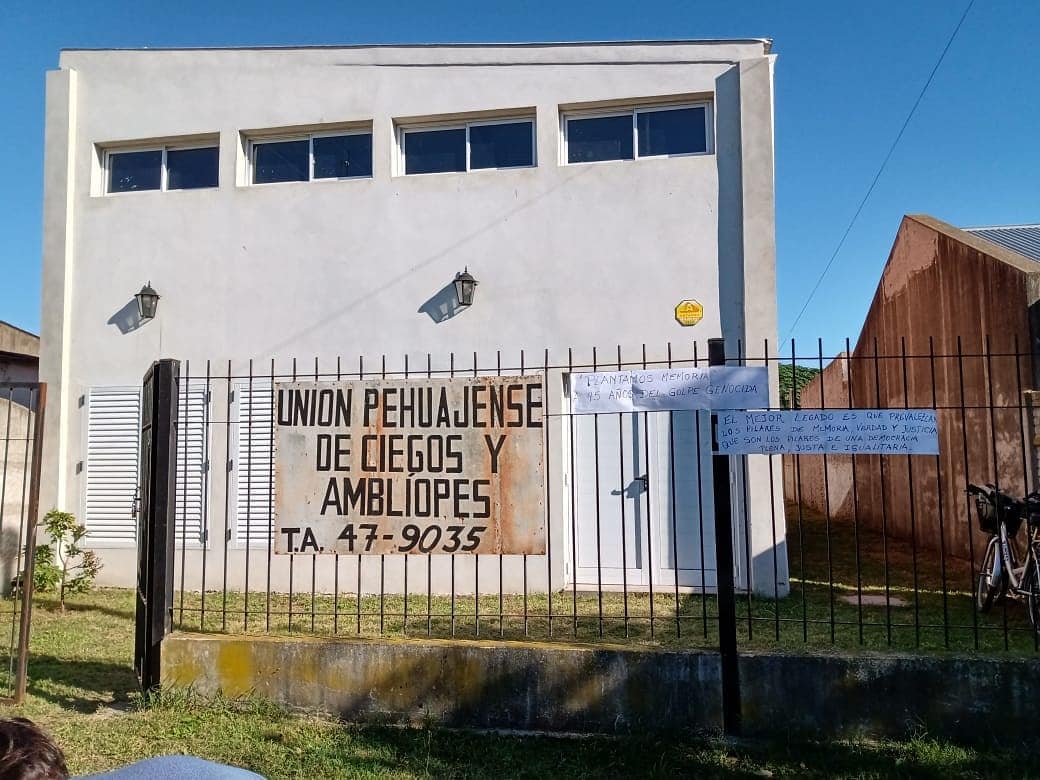 UNION PEHUAJENSE
DE CIEGOS Y
AMBLÍOPES
T.A. 47-9035
"PLANTAMOS MEMORIA"
45 AÑOS DEL GOLPE GENOCIDA
EL MEJOR LEGADO ES QUE PREVALEZCAN
LOS PILARES DE MEMORIA, VERDAD Y JUSTICIA
QUE SON LOS PILARES DE UNA DEMOCRACIA
PLENA, JUSTA E IGUALITARIA.